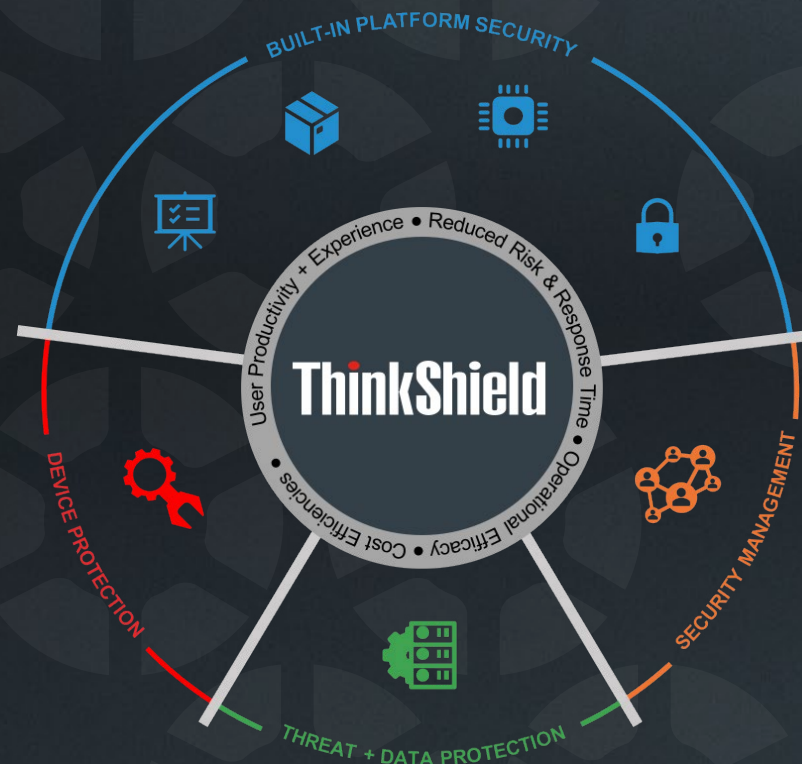 BUILT-IN PLATFORM SECURITY
User Productivity + Experience • Reduced Risk & Response Time • Operational Efficacy • Cost Efficiencies •
ThinkShield
DEVICE PROTECTION
SECURITY MANAGEMENT
THREAT + DATA PROTECTION